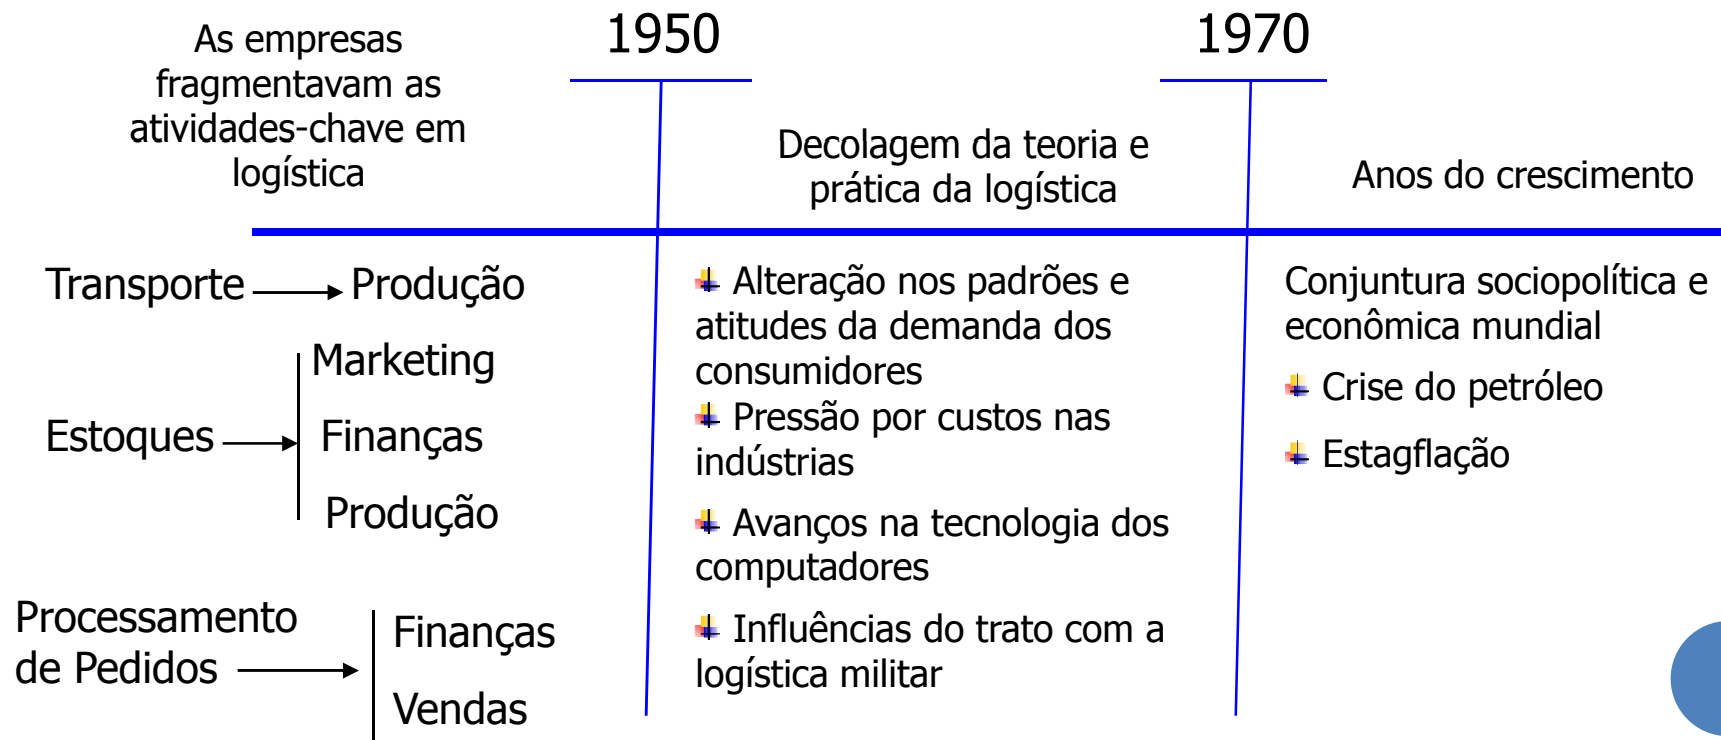 As empresas
fragmentavam as
atividades-chave em
logística
1950
1970
Decolagem da teoria e
prática da logística
Anos do crescimento
Transporte
Produção
Estoques
Marketing
Finanças
Produção
Processamento
de Pedidos
Finanças
Vendas
Alteração nos padrões e
atitudes da demanda dos
consumidores
Pressão por custos nas
indústrias
Avanços na tecnologia dos
computadores
Influências do trato com a
logística militar
Conjuntura sociopolítica e
econômica mundial
Crise do petróleo
Estagflação